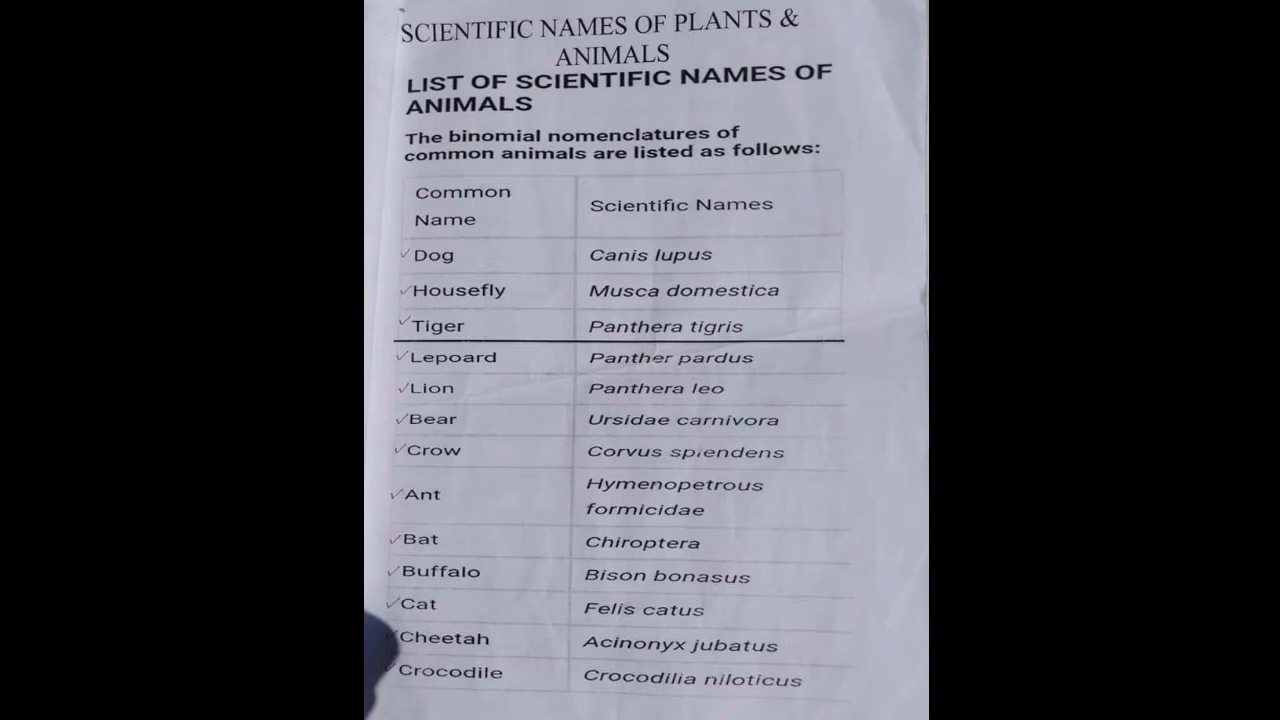 SCIENTIFIC NAMES OF PLANTS &
ANIMALS
LIST OF SCIENTIFIC NAMES OF
ANIMALS
The binomial nomenclatures of
common animals are listed as follows:
Common
Name
Scientific Names
Dog Canis lupus
Housefly Musca domestica
Tiger Panthera tigris
Lepoard Panther pardus
Lion Panthera leo
Bear Ursidae carnivora
Crow Corvus splendens
Ant
Hymenopetrous
formicidae
Bat Chiroptera
Buffalo Bison bonasus
Cat Felis catus
Cheetah Acinonyx jubatus
Crocodile Crocodilia niloticus